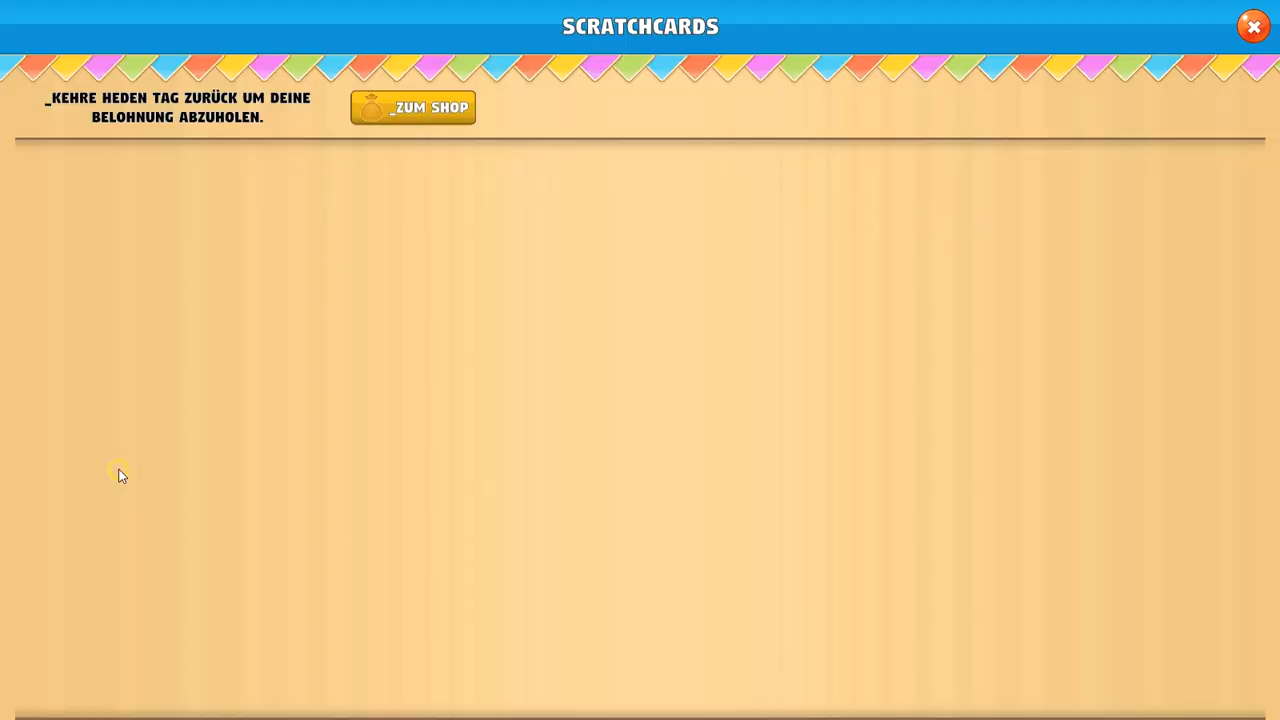 SCRATCHCARDS
_KEHRE HEDEN TAG ZURÜCK UM DEINE
BELOHNUNG ABZUHOLEN.
_ZUM SHOP